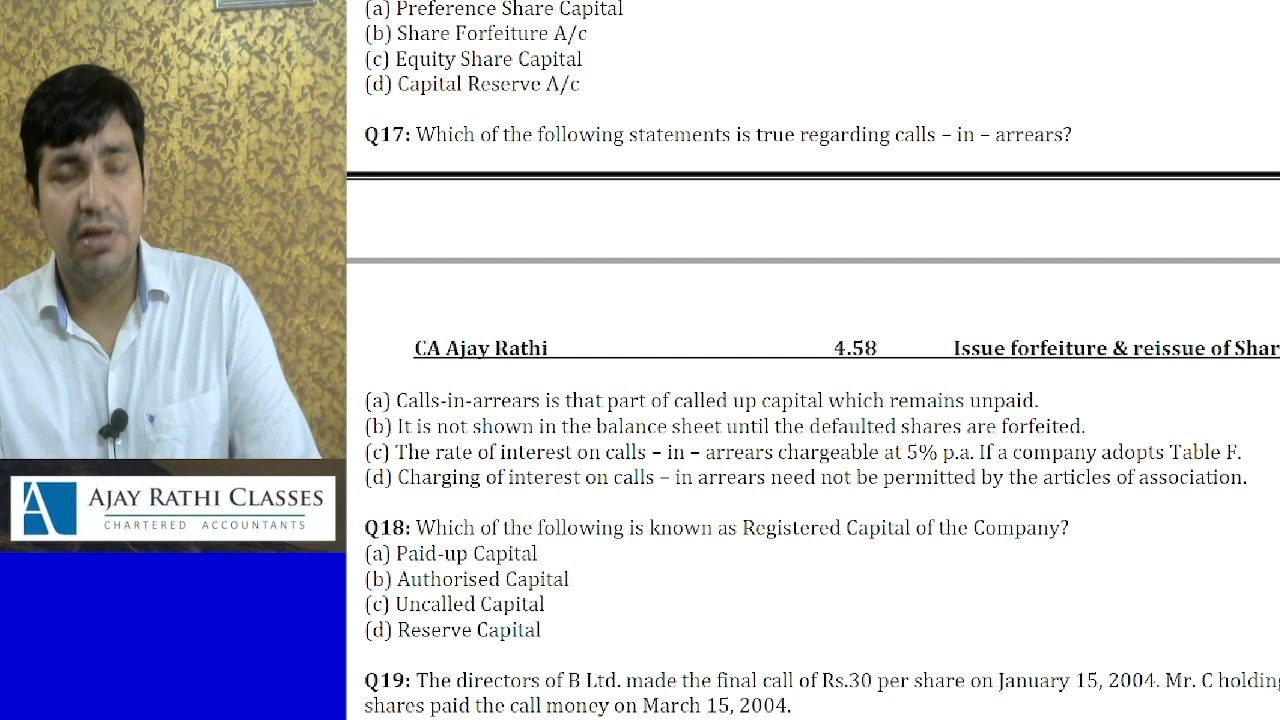 (a) Preference Share Capital
(b) Share Forfeiture A/c
(c) Equity Share Capital
(d) Capital Reserve A/c
Q17: Which of the following statements is true regarding calls – in – arrears?
CA Ajay Rathi 4.58 Issue forfeiture & reissue of Shar
(a) Calls-in-arrears is that part of called up capital which remains unpaid.
(b) It is not shown in the balance sheet until the defaulted shares are forfeited.
(c) The rate of interest on calls – in – arrears chargeable at 5% p.a. If a company adopts Table F.
(d) Charging of interest on calls – in arrears need not be permitted by the articles of association.
Q18: Which of the following is known as Registered Capital of the Company?
(a) Paid-up Capital
(b) Authorised Capital
(c) Uncalled Capital
(d) Reserve Capital
Q19: The directors of B Ltd. made the final call of Rs.30 per share on January 15, 2004. Mr. C holding
shares paid the call money on March 15, 2004.
AJAY RATHI CLASSES
CHARTERED ACCOUNTANTS